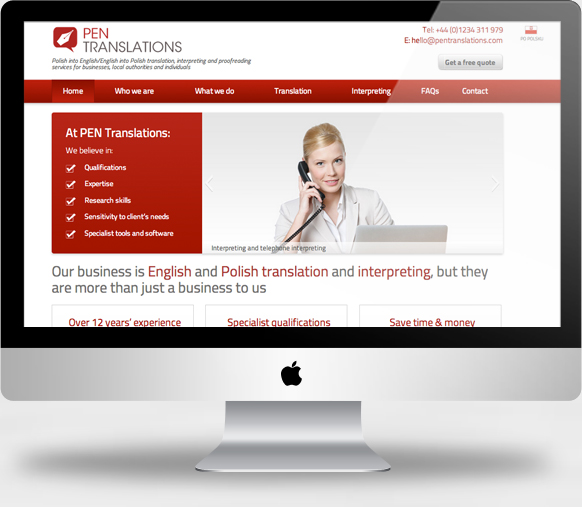 PEN
TRANSLATIONS
Polish into English/English into Polish translation, interpreting and proofreading
services for businesses, local authorities and individuals
Tel: +44 (0)1234 311 979
E: hello@pentranslations.com
PO POLSKU
Get a free quote
Home Who we are What we do Translation Interpreting FAQs Contact
At PEN Translations:
We believe in:
Qualifications
Expertise
Research skills
Sensitivity to client's needs
Specialist tools and software
Interpreting and telephone interpreting
Our business is English and Polish translation and interpreting, but they
are more than just a business to us
Over 12 years' experience
Specialist qualifications
Save time & money